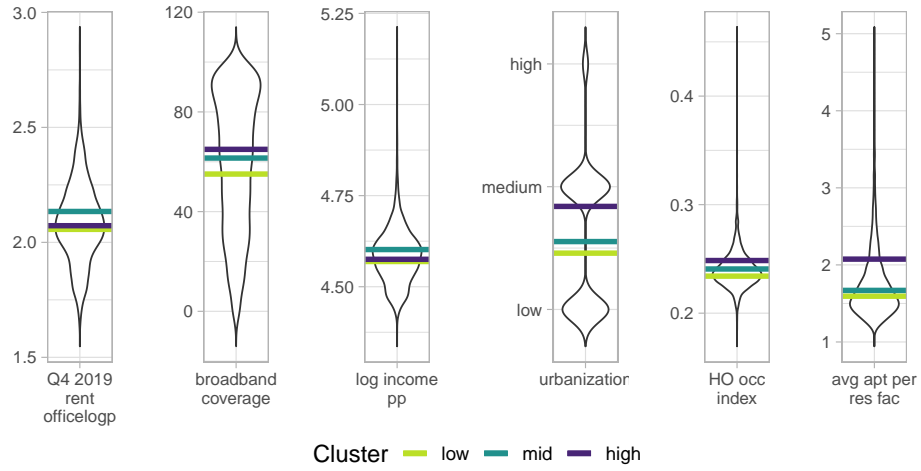 3.0
2.5
2.0
1.5
Q4 2019
rent
officelogp
120
80
40
0
broadband
coverage
5.25
5.00
4.75
4.50
log income
pp
high
medium
low
urbanization
0.4
0.3
0.2
HO occ
index
5
4
3
2
1
avg apt per
res fac
Cluster low mid high